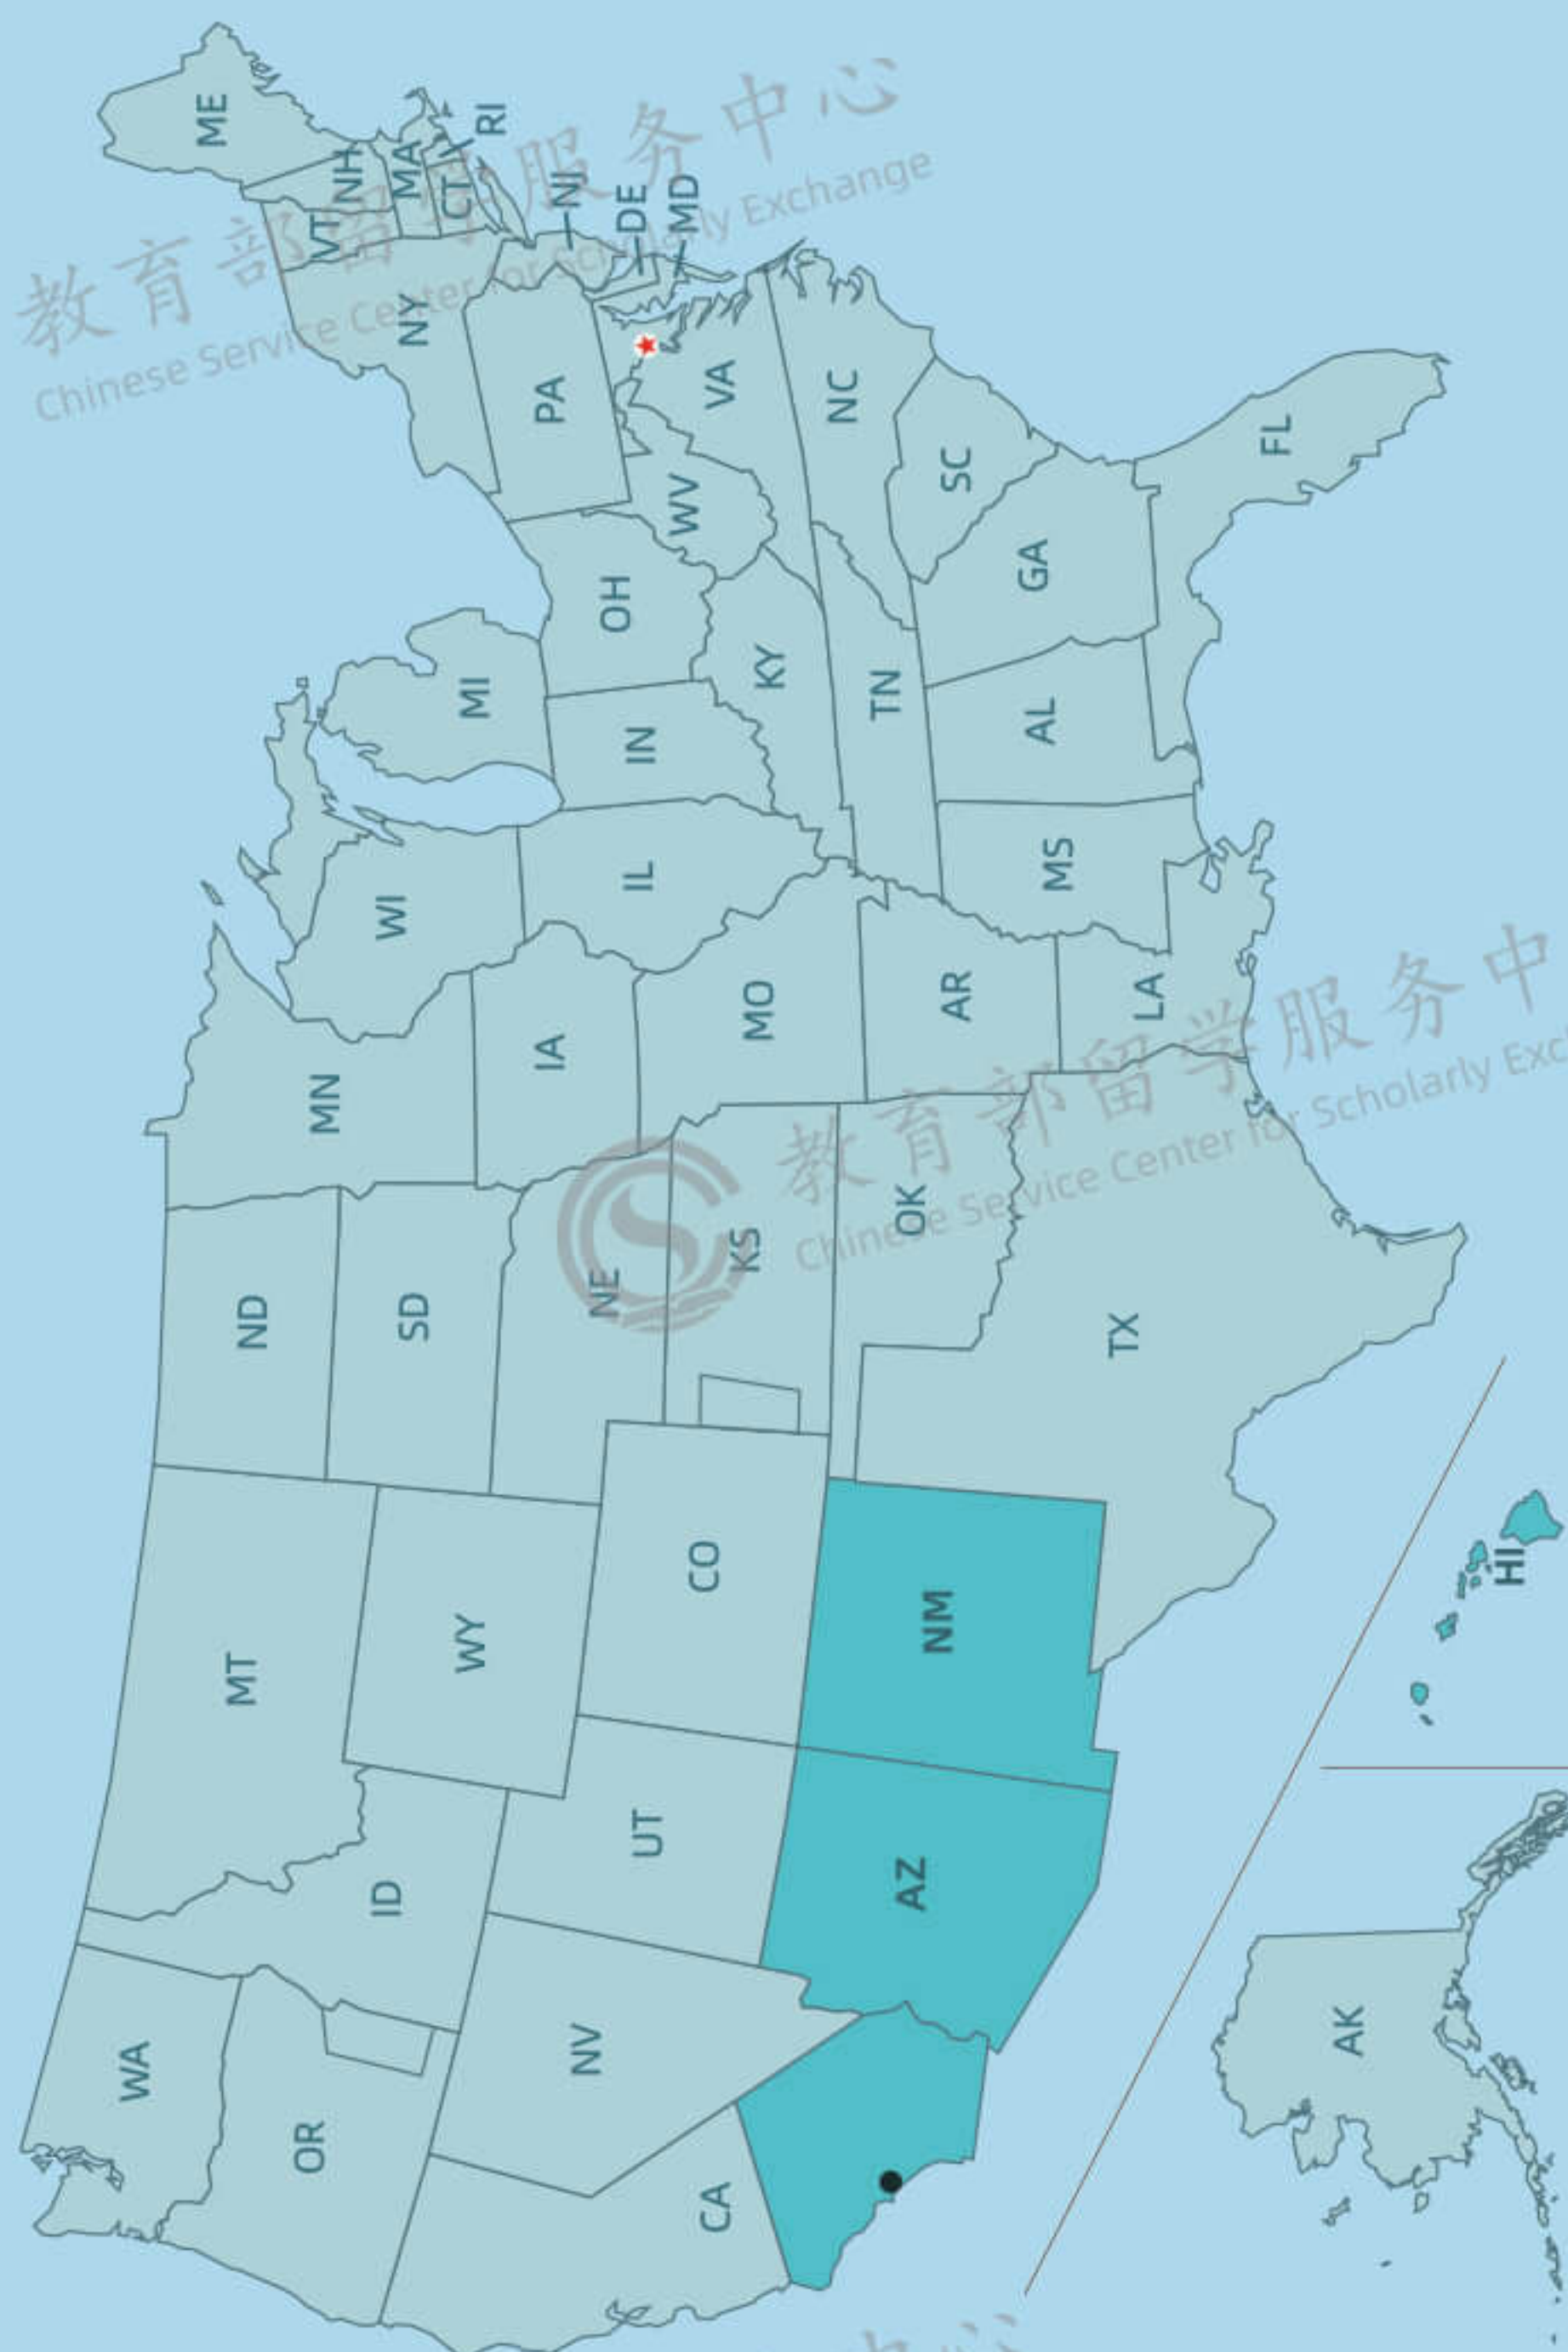 ME
VT
NH
MA
CT
RI
NY
NJ
DE
MD
PA
VA
WV
NC
SC
GA
FL
OH
MI
IN
KY
TN
AL
MS
WI
IL
MN
IA
MO
AR
LA
ND
SD
NE
KS
OK
TX
MT
WY
CO
NM
ID
UT
AZ
WA
OR
NV
CA
AK
HI
教育部留学服务中心
Chinese Service Center for Scholarly Exchange
教育部留学服务中
Chinese Service Center for Scholarly Exc
中心